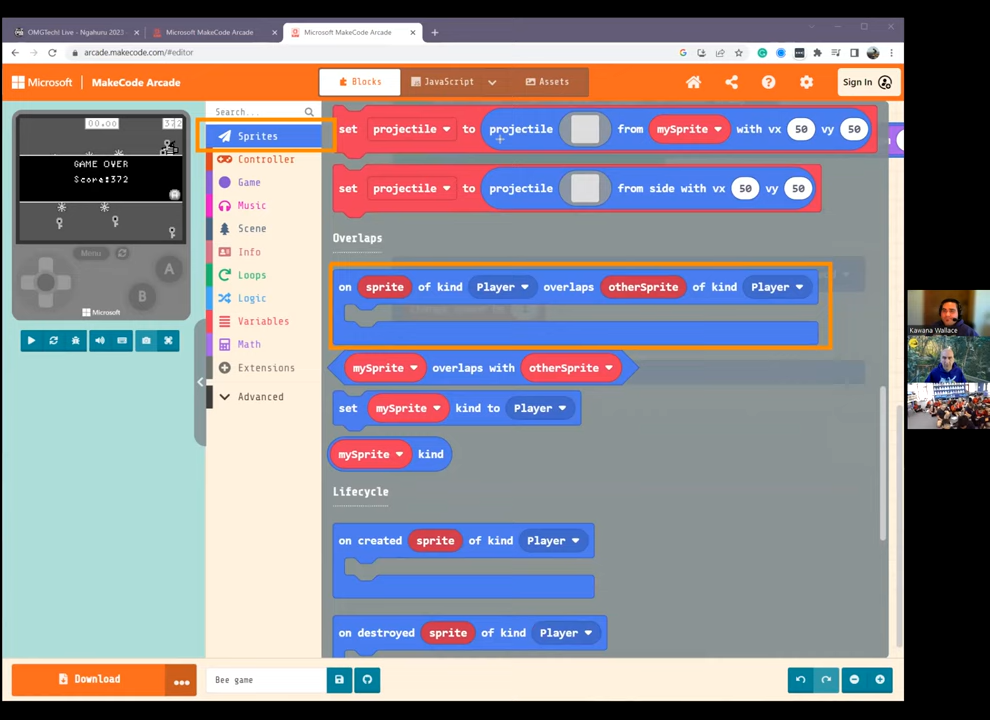 OMGTech! Live - Ngahuru 2023
Microsoft MakeCode Arcade
Microsoft MakeCode Arcade
arcade.makecode.com/#editor
Microsoft
MakeCode Arcade
Blocks
JavaScript
Assets
Sign In
Search...
Sprites
Controller
Game
Music
Scene
Info
Loops
Logic
Variables
Math
Extensions
Advanced
00.00
372
GAME OVER
Score:372
Menu
A
B
Microsoft
set projectile to projectile from mySprite with vx 50 vy 50
set projectile to projectile from side with vx 50 vy 50
Overlaps
on sprite of kind Player overlaps otherSprite of kind Player
mySprite overlaps with otherSprite
set mySprite kind to Player
mySprite kind
Lifecycle
on created sprite of kind Player
on destroyed sprite of kind Player
Kawana Wallace
Download
Bee game